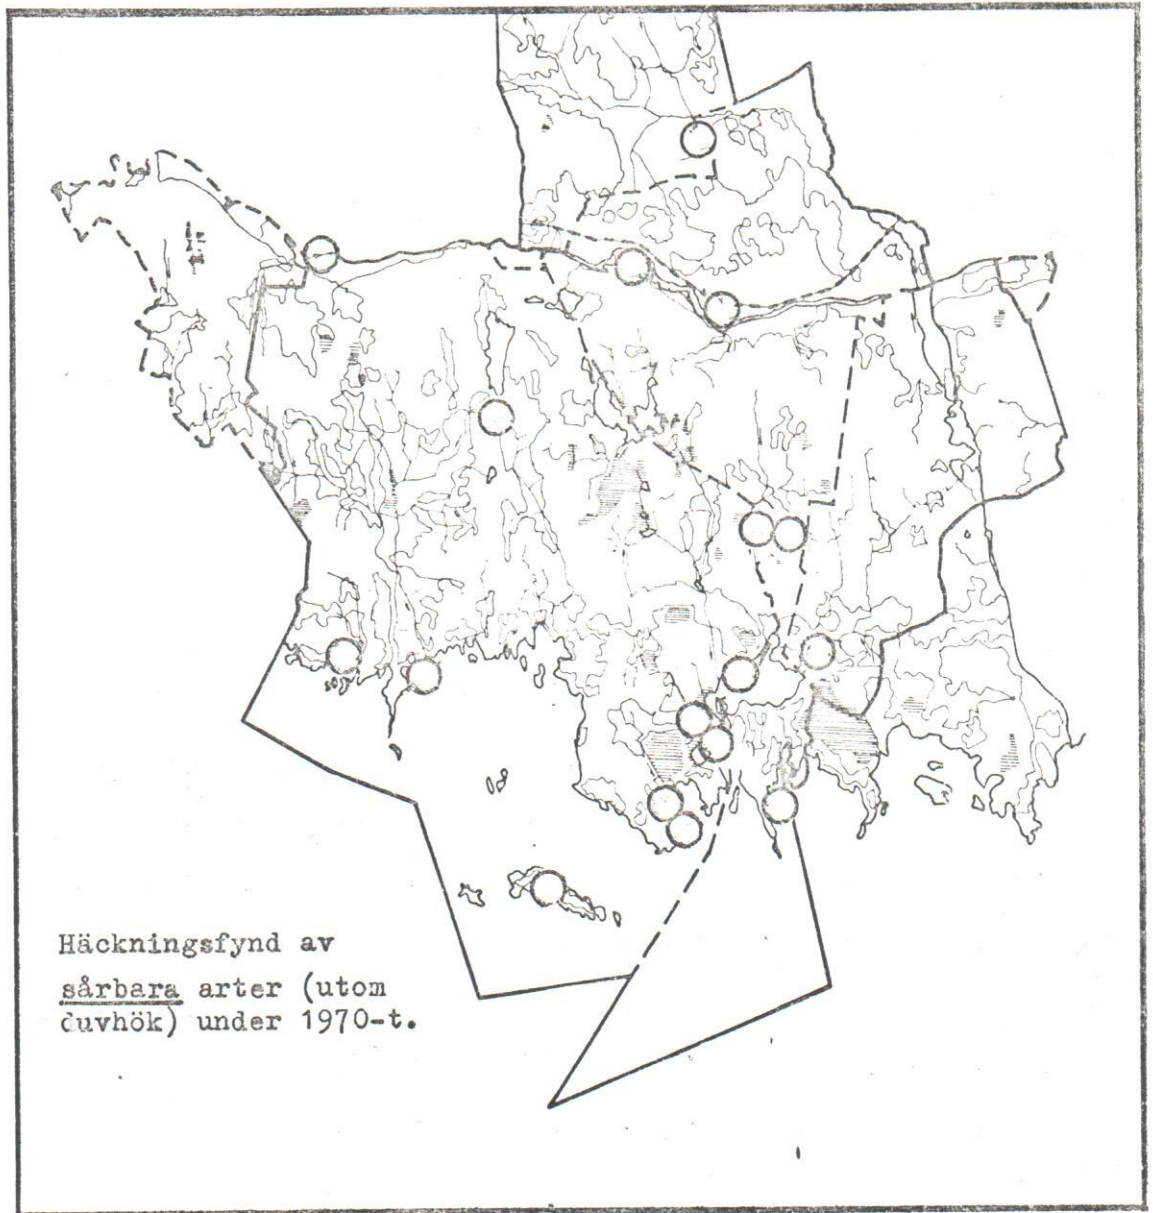 Häckningsfynd av
sårbara arter (utom
duvhök) under 1970-t.